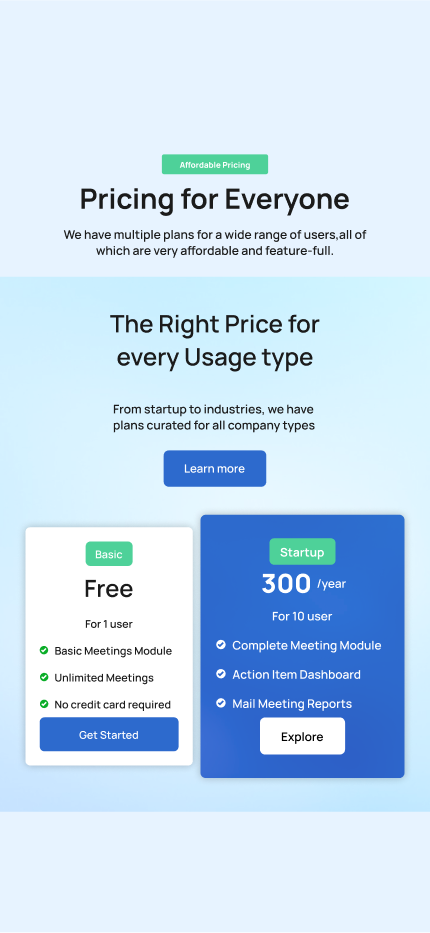 Affordable Pricing
Pricing for Everyone
We have multiple plans for a wide range of users,all of
which are very affordable and feature-full.
The Right Price for
every Usage type
From startup to industries, we have
plans curated for all company types
Learn more
Basic
Free
For 1 user
Basic Meetings Module
Unlimited Meetings
No credit card required
Get Started
Startup
300 /year
For 10 user
Complete Meeting Module
Action Item Dashboard
Mail Meeting Reports
Explore